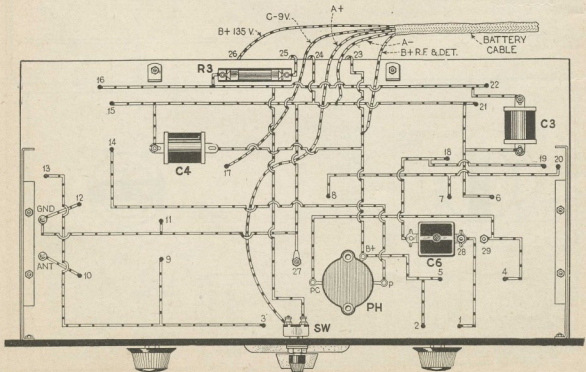 C-9V.
A+
B+ 135 V.
A-
B+ R.F. & DET.
BATTERY
CABLE
26
25
24
23
R3
16
22
15
21
C3
14
C4
17
18
19
20
13
12
GND
8
7
6
11
ANT
10
9
27
B+
C6
28
29
5
4
PC
P
PH
3
SW
2
1